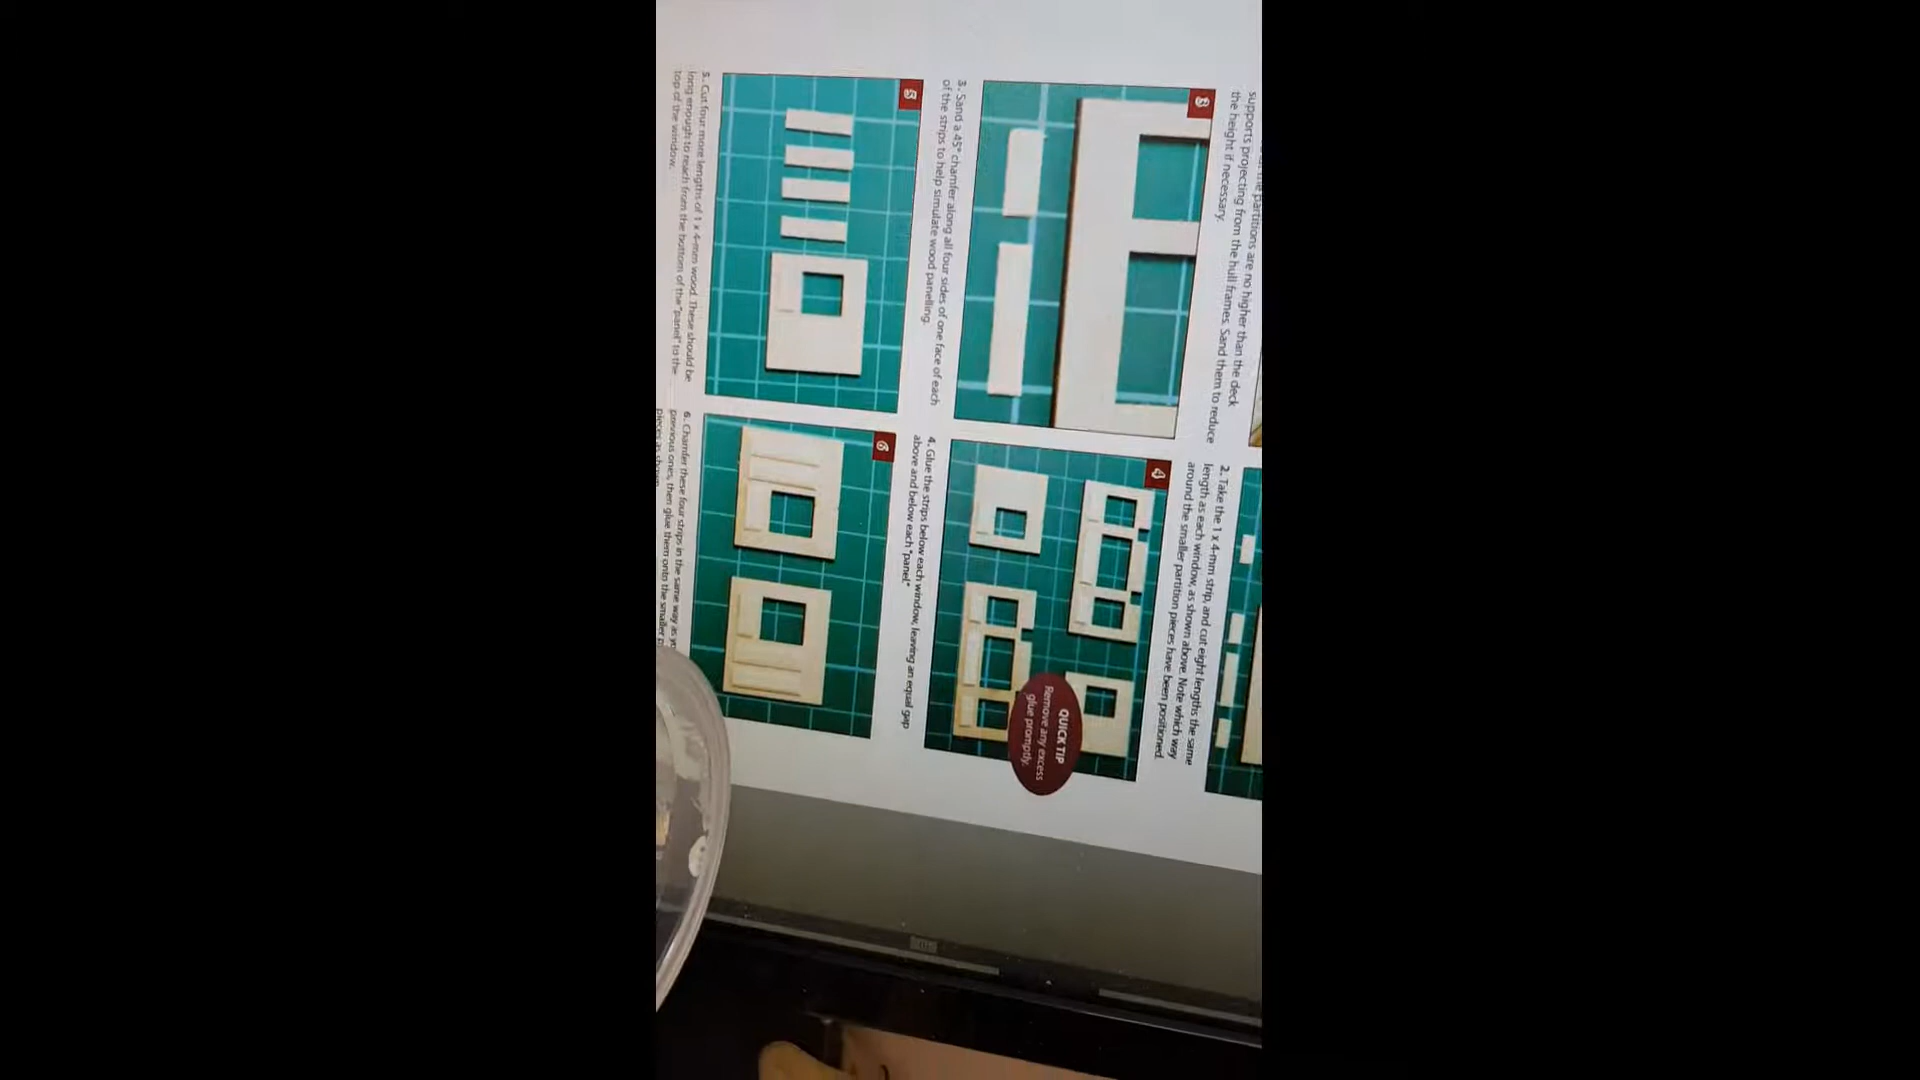 the partitions are no higher than the deck
supports projecting from the hull frames. Sand them to reduce
the height if necessary.
2. Take the 1 x 4-mm strip, and cut eight lengths the same
length as each window, as shown above. Note which way
around the smaller partition pieces have been positioned.
3
3. Sand a 45° chamfer along all four sides of one face of each
of the strips to help simulate wood panelling.
4
QUICK TIP
Remove any excess
glue promptly.
4. Glue the strips below each window, leaving an equal gap
above and below each "panel."
5
5. Cut four more lengths of 1 x 4-mm wood. These should be
long enough to reach from the bottom of the "panel" to the
top of the window.
6
6. Chamfer these four strips in the same way as
previous ones, then glue them onto the smaller
pieces as shown.